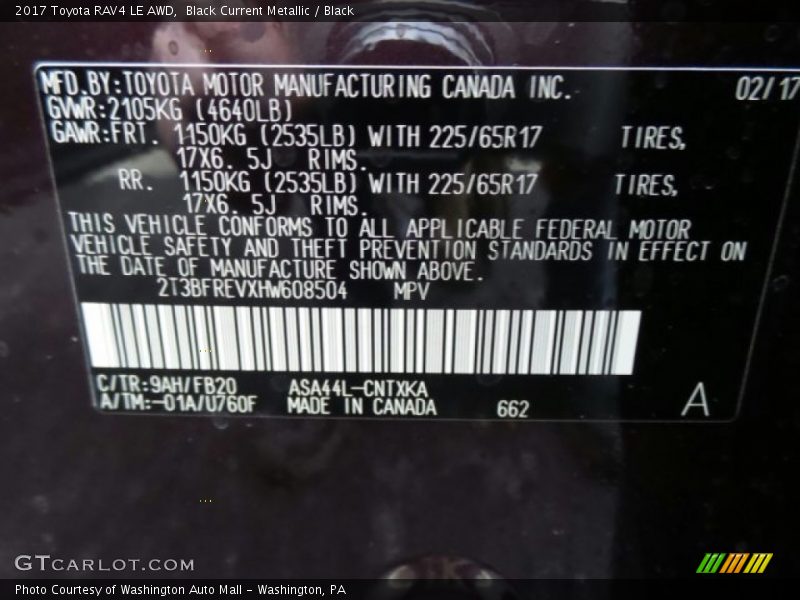 2017 Toyota RAV4 LE AWD,  Black Current Metallic / Black
MFD.BY:TOYOTA MOTOR MANUFACTURING CANADA INC. 02/17
GVWR:2105KG (4640LB)
GAWR:FRT. 1150KG (2535LB) WITH 225/65R17 TIRES,
17X6. 5J RIMS.
RR. 1150KG (2535LB) WITH 225/65R17 TIRES,
17X6. 5J RIMS.
THIS VEHICLE CONFORMS TO ALL APPLICABLE FEDERAL MOTOR
VEHICLE SAFETY AND THEFT PREVENTION STANDARDS IN EFFECT ON
THE DATE OF MANUFACTURE SHOWN ABOVE.
2T3BFREVXHW608504 MPV
C/TR:9AH/FB20 ASA44L-CNTXKA
A/TM:-01A/U760F MADE IN CANADA 662 A
GTCARLOT.COM
Photo Courtesy of Washington Auto Mall - Washington, PA